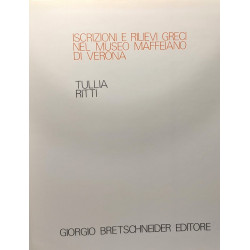 ISCRIZIONI E RILIEVI GRECI
NEL MUSEO MAFFEIANO
DI VERONA
TULLIA
RITTI
GIORGIO BRETSCHNEIDER EDITORE